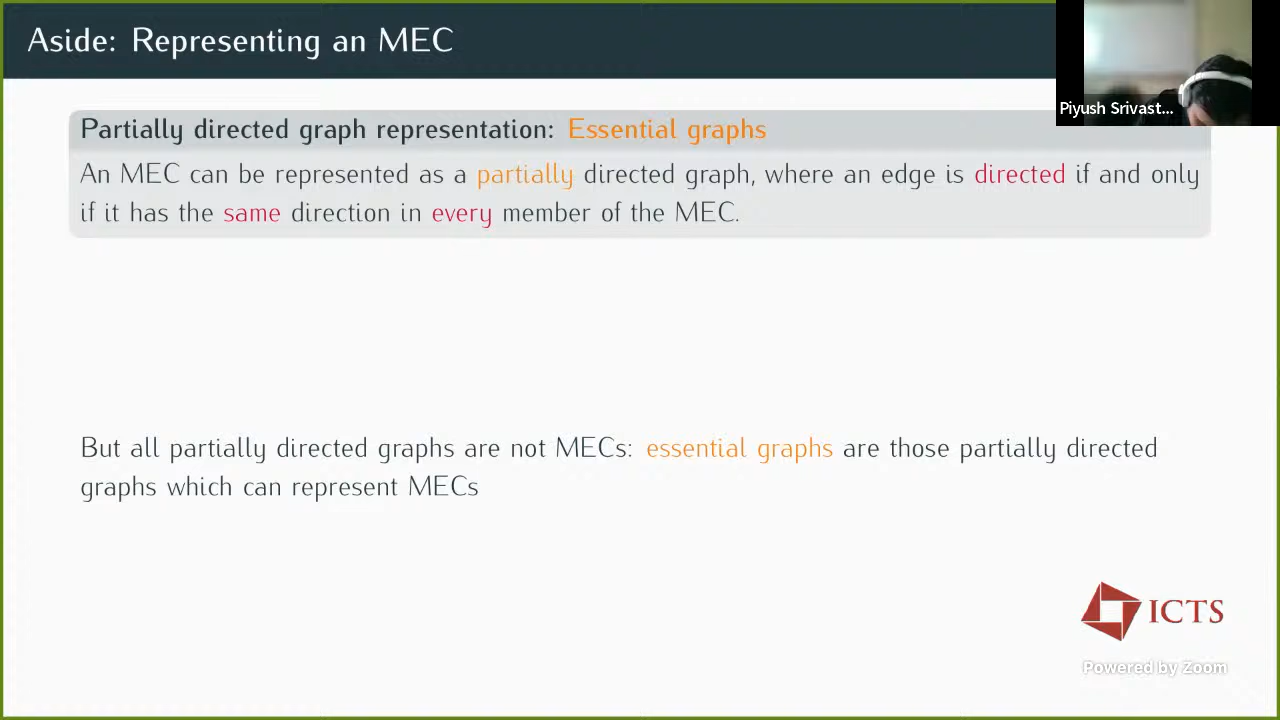 Aside: Representing an MEC
Piyush Srivast...
Partially directed graph representation: Essential graphs
An MEC can be represented as a partially directed graph, where an edge is directed if and only
if it has the same direction in every member of the MEC.
But all partially directed graphs are not MECs: essential graphs are those partially directed
graphs which can represent MECs
ICTS
Powered by Zoom